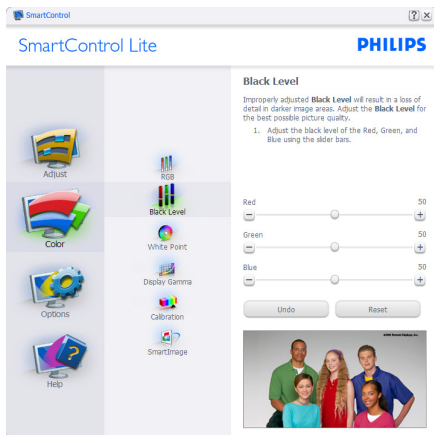 SmartControl
SmartControl Lite
PHILIPS
Adjust
Color
Options
Help
RGB
Black Level
White Point
Display Gamma
Calibration
SmartImage
Black Level
Improperly adjusted Black Level will result in a loss of
detail in darker image areas. Adjust the Black Level for
the best possible picture quality.
1. Adjust the black level of the Red, Green, and
Blue using the slider bars.
Red 50
Green 50
Blue 50
Undo Reset